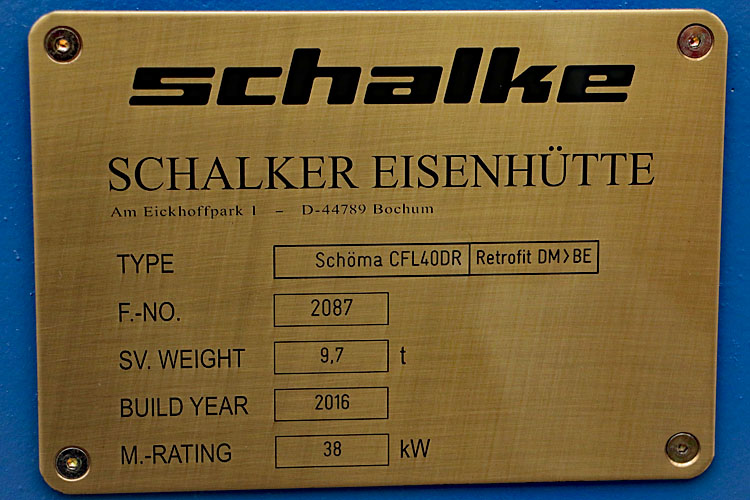 schalke
SCHALKER EISENHÜTTE
Am Eickhoffpark 1 – D-44789 Bochum
TYPE Schöma CFL40DR Retrofit DM>BE
F.-NO. 2087
SV. WEIGHT 9,7 t
BUILD YEAR 2016
M.-RATING 38 kW